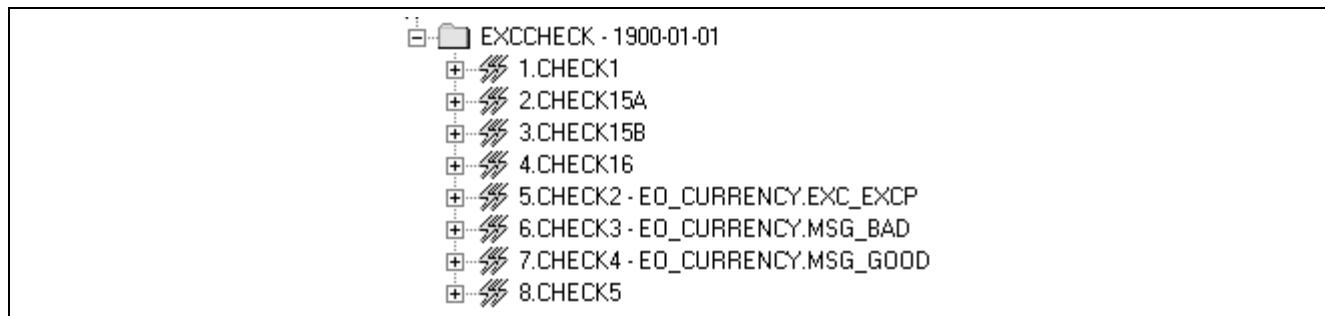 EXCCHECK - 1900-01-01
1.CHECK1
2.CHECK15A
3.CHECK15B
4.CHECK16
5.CHECK2 - EO_CURRENCY.EXC_EXCP
6.CHECK3 - EO_CURRENCY.MSG_BAD
7.CHECK4 - EO_CURRENCY.MSG_GOOD
8.CHECK5